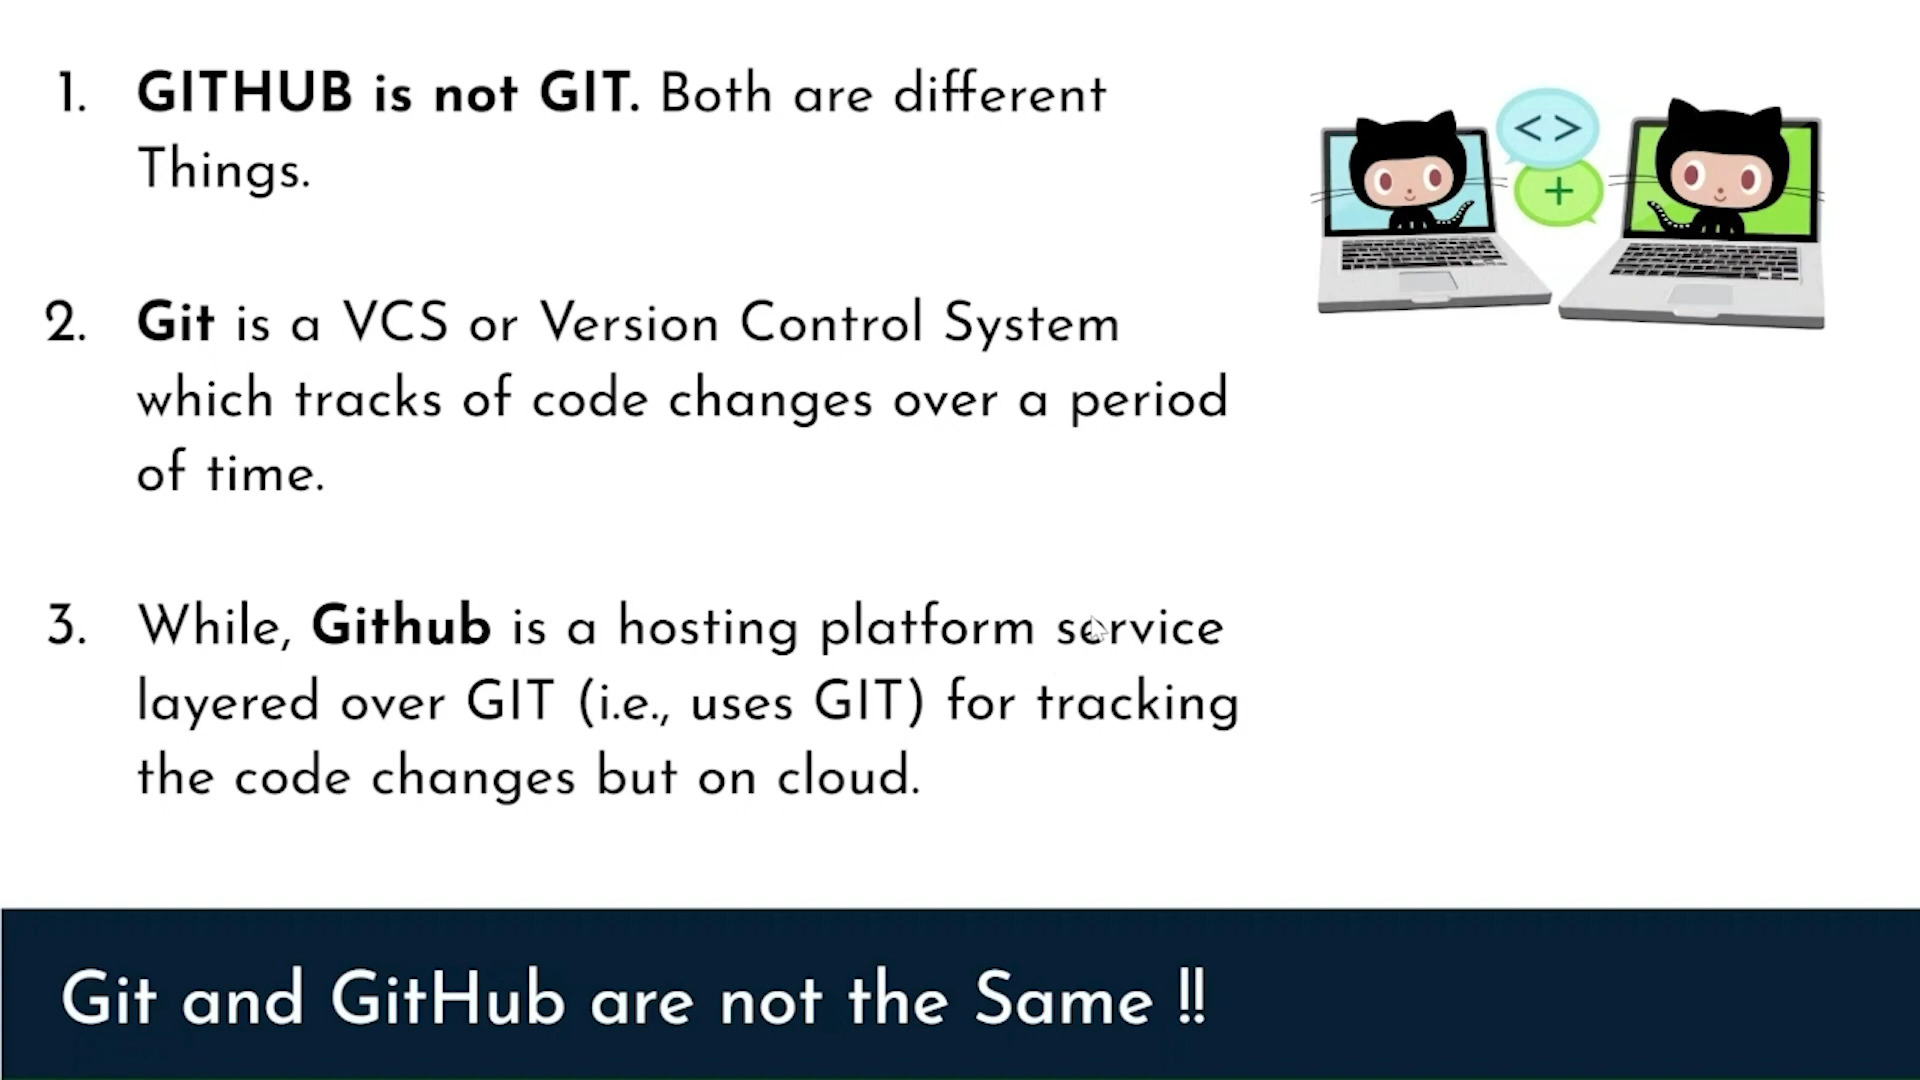 1. GITHUB is not GIT. Both are different
Things.
2. Git is a VCS or Version Control System
which tracks of code changes over a period
of time.
3. While, Github is a hosting platform service
layered over GIT (i.e., uses GIT) for tracking
the code changes but on cloud.
< >
+
Git and GitHub are not the Same !!